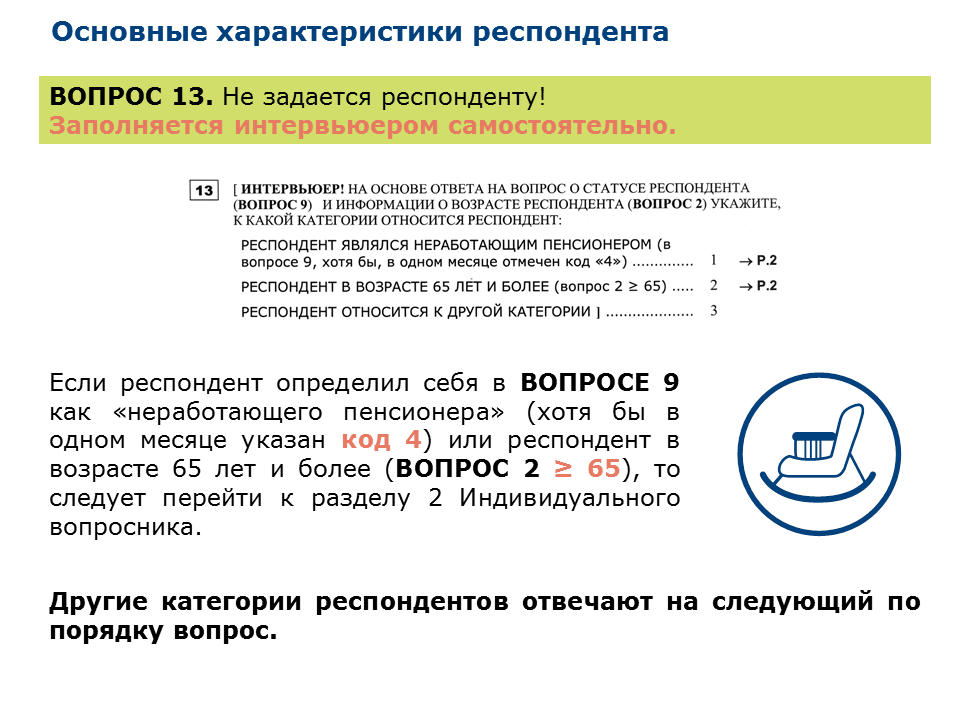 Основные характеристики респондента
ВОПРОС 13. Не задается респонденту!
Заполняется интервьюером самостоятельно.
13 [ ИНТЕРВЬЮЕР! НА ОСНОВЕ ОТВЕТА НА ВОПРОС О СТАТУСЕ РЕСПОНДЕНТА
(ВОПРОС 9) И ИНФОРМАЦИИ О ВОЗРАСТЕ РЕСПОНДЕНТА (ВОПРОС 2) УКАЖИТЕ,
К КАКОЙ КАТЕГОРИИ ОТНОСИТСЯ РЕСПОНДЕНТ:
РЕСПОНДЕНТ ЯВЛЯЛСЯ НЕРАБОТАЮЩИМ ПЕНСИОНЕРОМ (в
вопросе 9, хотя бы, в одном месяце отмечен код «4») .............. 1 → Р.2
РЕСПОНДЕНТ В ВОЗРАСТЕ 65 ЛЕТ И БОЛЕЕ (вопрос 2 ≥ 65) ..... 2 → Р.2
РЕСПОНДЕНТ ОТНОСИТСЯ К ДРУГОЙ КАТЕГОРИИ ] .................... 3
Если респондент определил себя в ВОПРОСЕ 9
как «неработающего пенсионера» (хотя бы в
одном месяце указан код 4) или респондент в
возрасте 65 лет и более (ВОПРОС 2 ≥ 65), то
следует перейти к разделу 2 Индивидуального
вопросника.
Другие категории респондентов отвечают на следующий по
порядку вопрос.